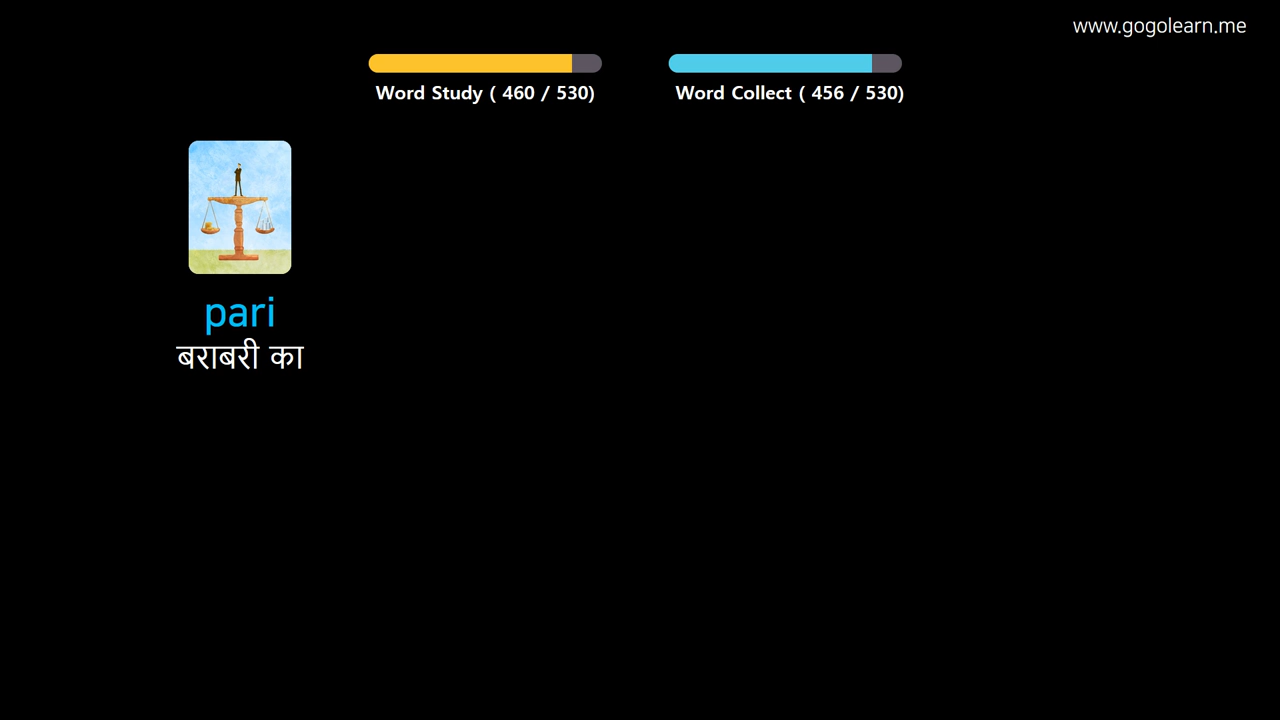 www.gogolearn.me
Word Study ( 460 / 530)
Word Collect ( 456 / 530)
pari
बराबरी का